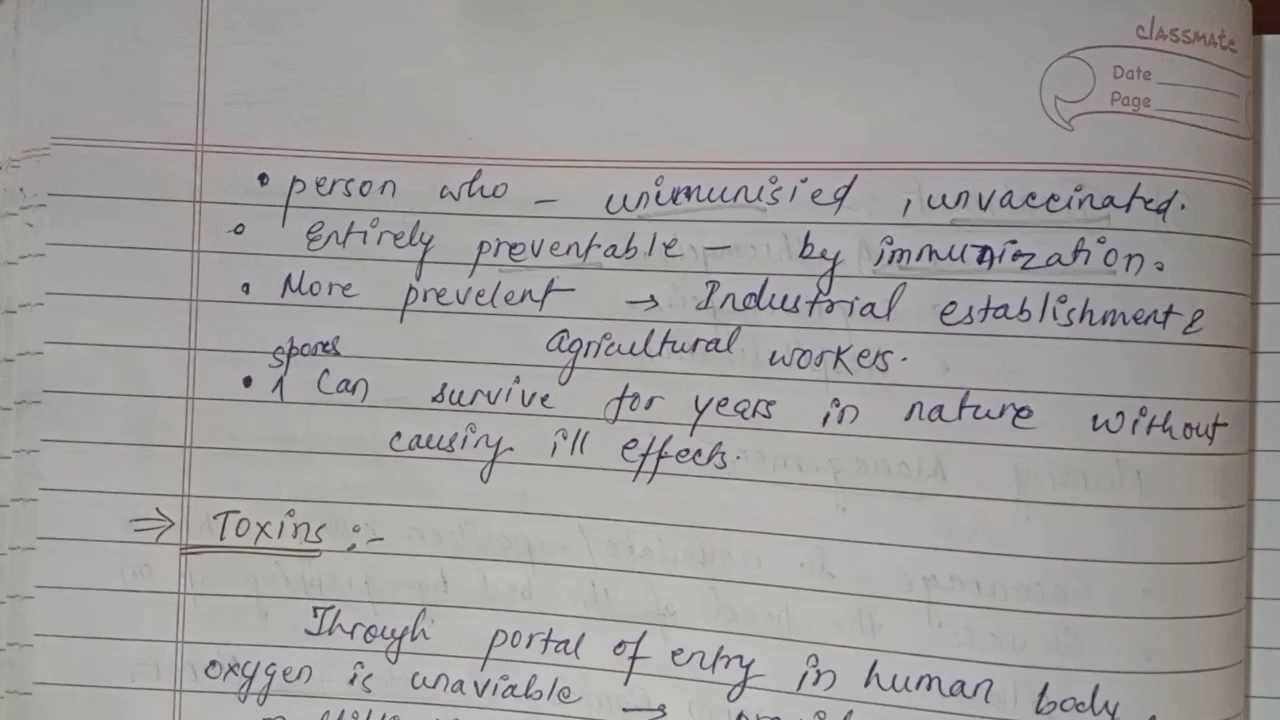 classmate
Date
Page
• person who – unimunisied, unvaccinated.
• Entirely preventable – by immunization.
• More prevelent → Industrial establishment &
agricultural workers.
spores
• ʎ Can survive for years in nature without
causing ill effects.
⇒ Toxins :-
Through portal of entry in human body,
oxygen is unaviable →